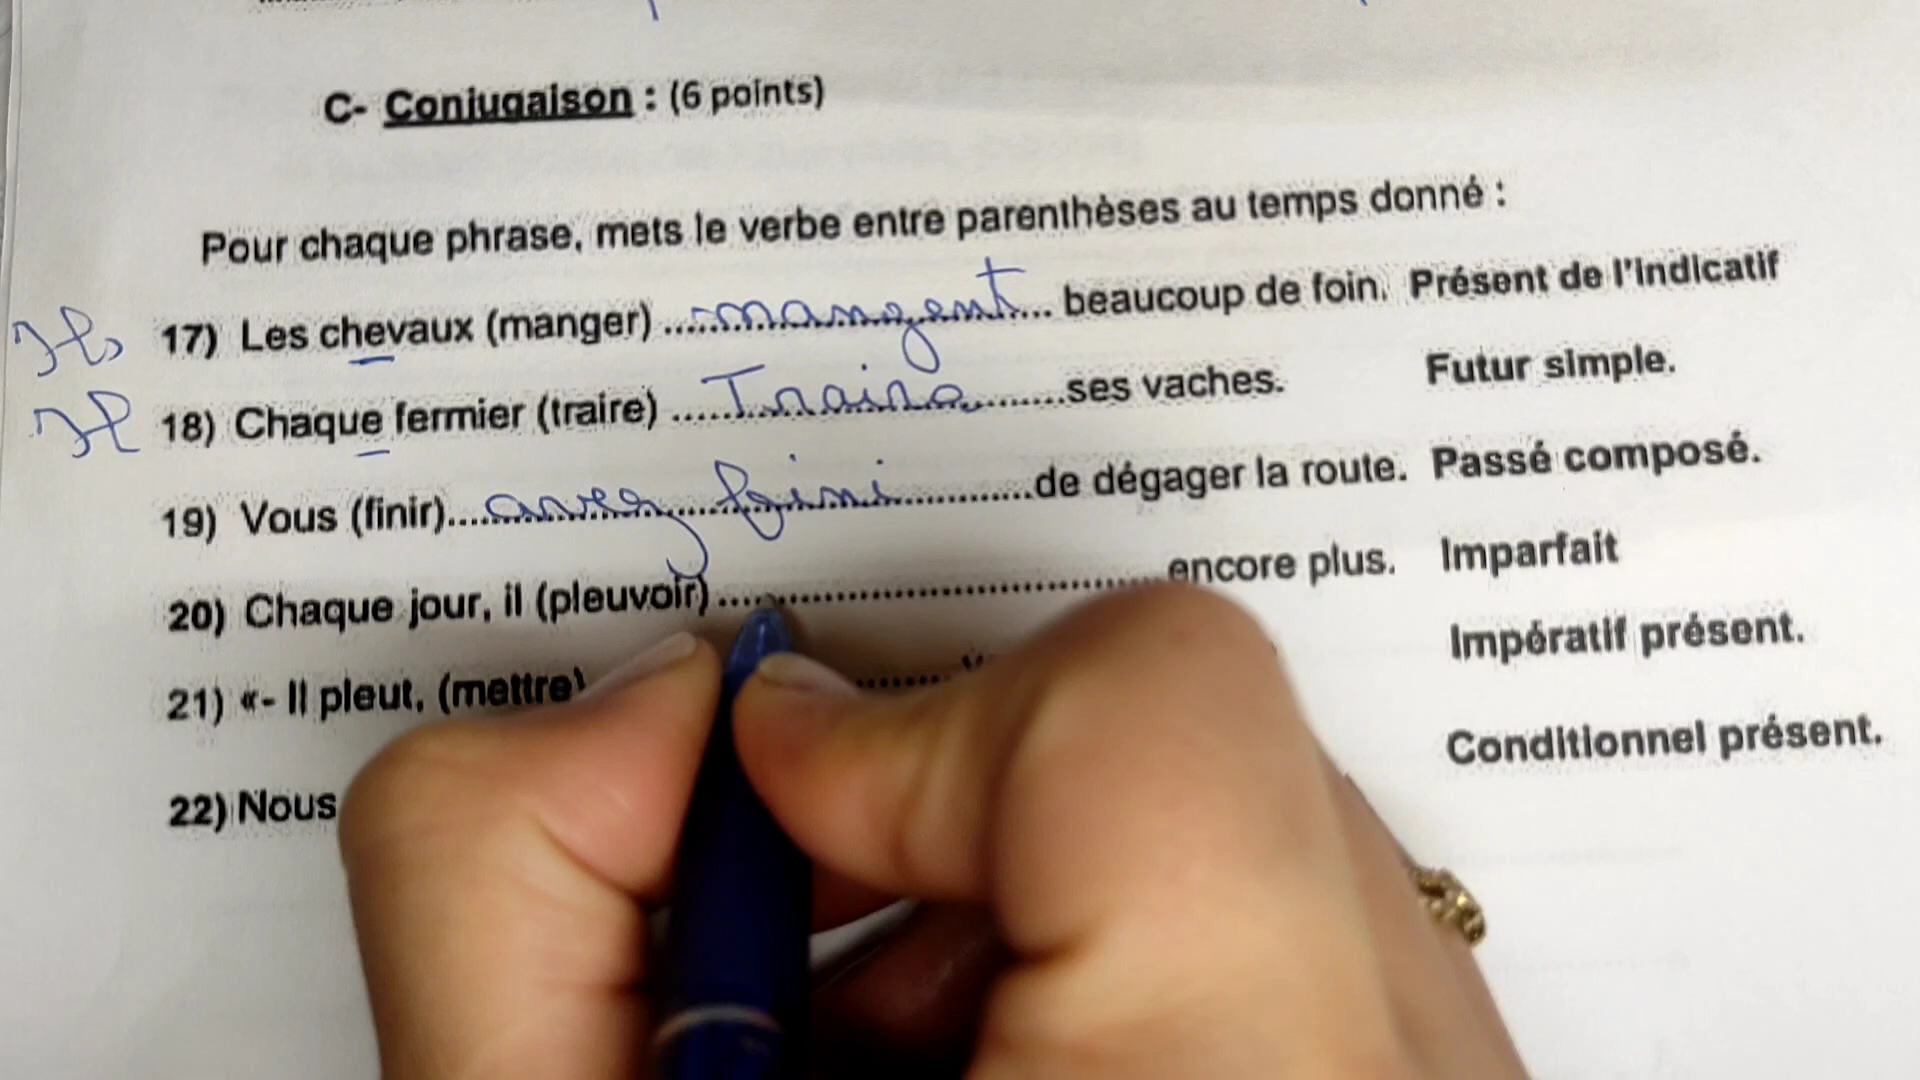 C- Conjugaison : (6 points)
Pour chaque phrase, mets le verbe entre parenthèses au temps donné :
17) Les chevaux (manger) ......mangent...... beaucoup de foin. Présent de l'indicatif
18) Chaque fermier (traire) ......Traira......ses vaches. Futur simple.
19) Vous (finir)......avez fini......de dégager la route. Passé composé.
20) Chaque jour, il (pleuvoir) ............ encore plus. Imparfait
21) «- Il pleut, (mettre) ...... Impératif présent.
22) Nous Conditionnel présent.